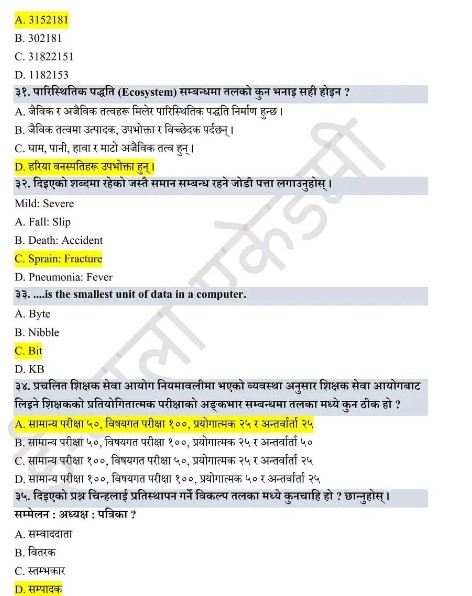 A. 3152181
B. 302181
C. 31822151
D. 1182153
३१. पारिस्थितिक पद्धति (Ecosystem) सम्बन्धमा तलको कुन भनाइ सही होइन ?
A. जैविक र अजैविक तत्वहरू मिलेर पारिस्थितिक पद्धति निर्माण हुन्छ।
B. जैविक तत्वमा उत्पादक, उपभोक्ता र विच्छेदक पर्दछन्।
C. घाम, पानी, हावा र माटो अजैविक तत्व हुन्।
D. हरिया वनस्पतिहरू उपभोक्ता हुन्।
३२. दिइएको शब्दमा रहेको जस्तै समान सम्बन्ध रहने जोडी पत्ता लगाउनुहोस्।
Mild: Severe
A. Fall: Slip
B. Death: Accident
C. Sprain: Fracture
D. Pneumonia: Fever
३३. ....is the smallest unit of data in a computer.
A. Byte
B. Nibble
C. Bit
D. KB
३४. प्रचलित शिक्षक सेवा आयोग नियमावलीमा भएको व्यवस्था अनुसार शिक्षक सेवा आयोगबाट
लिइने शिक्षकको प्रतियोगितात्मक परीक्षाको अङ्कभार सम्बन्धमा तलका मध्ये कुन ठीक हो ?
A. सामान्य परीक्षा ५०, विषयगत परीक्षा १००, प्रयोगात्मक २५ र अन्तर्वार्ता २५
B. सामान्य परीक्षा ५०, विषयगत परीक्षा १००, प्रयोगात्मक २५ र अन्तर्वार्ता ५०
C. सामान्य परीक्षा १००, विषयगत परीक्षा ५०, प्रयोगात्मक २५ र अन्तर्वार्ता २५
D. सामान्य परीक्षा १००, विषयगत परीक्षा १००, प्रयोगात्मक ५० र अन्तर्वार्ता २५
३५. दिइएको प्रश्न चिन्हलाई प्रतिस्थापन गर्ने विकल्प तलका मध्ये कुनचाहि हो ? छान्नुहोस्।
सम्मेलन : अध्यक्ष : पत्रिका ?
A. सम्वाददाता
B. वितरक
C. स्तम्भकार
D. सम्पादक